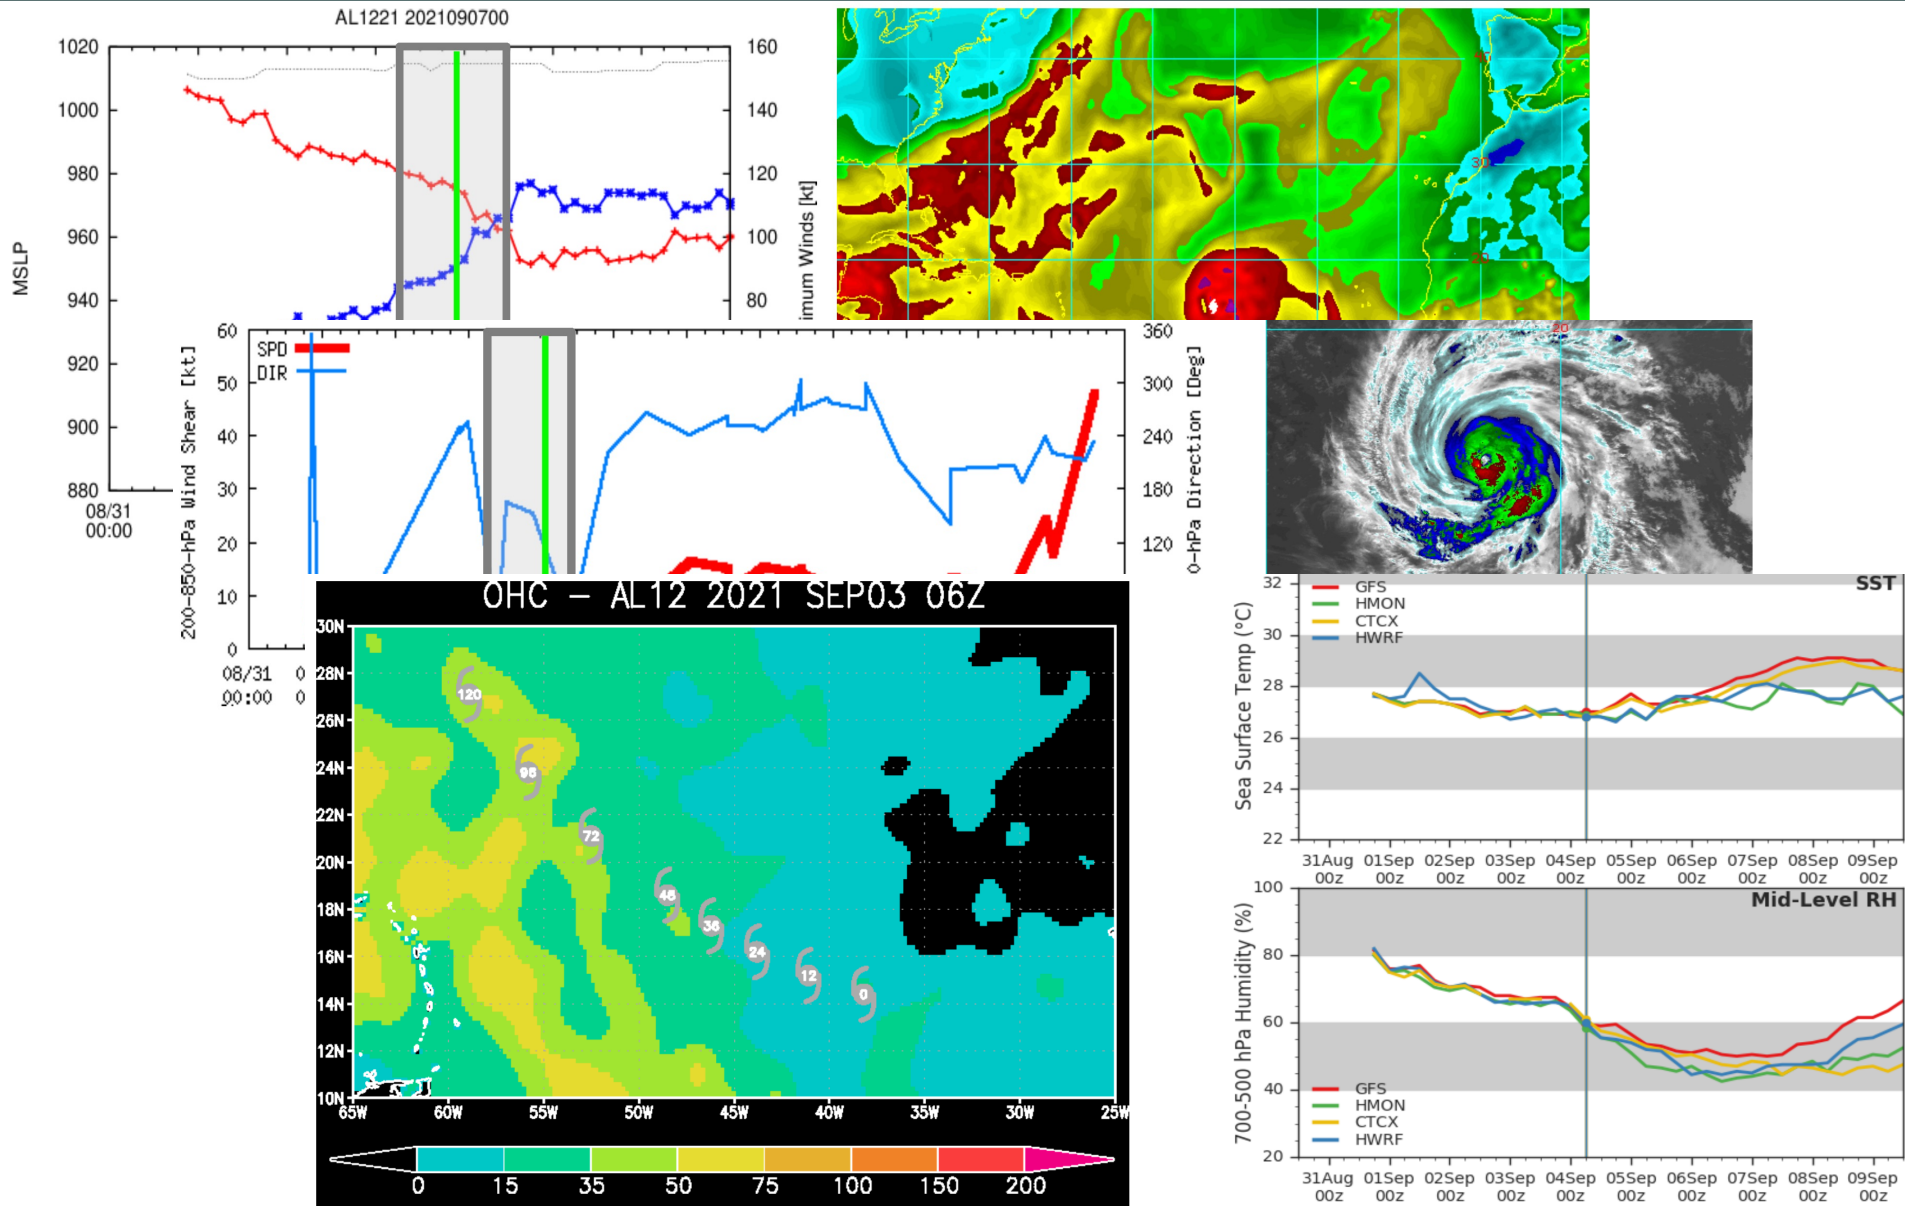 AL1221 2021090700
1020
1000
980
960
940
920
900
880
MSLP
08/31
00:00
160
140
120
100
80
imum Winds [kt]
40
30
20
60
50
40
30
20
10
0
200-850-hPa Wind Shear [kt]
SPD
DIR
08/31 0
00:00 0
360
300
240
180
120
0-hPa Direction [Deg]
20
OHC - AL12 2021 SEP03 06Z
30N
28N
26N
24N
22N
20N
18N
16N
14N
12N
10N
120
96
72
48
36
24
12
0
65W 60W 55W 50W 45W 40W 35W 30W 25W
0 15 35 50 75 100 150 200
SST
GFS
HMON
CTCX
HWRF
Sea Surface Temp (°C)
32
30
28
26
24
22
31Aug 01Sep 02Sep 03Sep 04Sep 05Sep 06Sep 07Sep 08Sep 09Sep
00z 00z 00z 00z 00z 00z 00z 00z 00z 00z
Mid-Level RH
700-500 hPa Humidity (%)
100
80
60
40
20
GFS
HMON
CTCX
HWRF
31Aug 01Sep 02Sep 03Sep 04Sep 05Sep 06Sep 07Sep 08Sep 09Sep
00z 00z 00z 00z 00z 00z 00z 00z 00z 00z